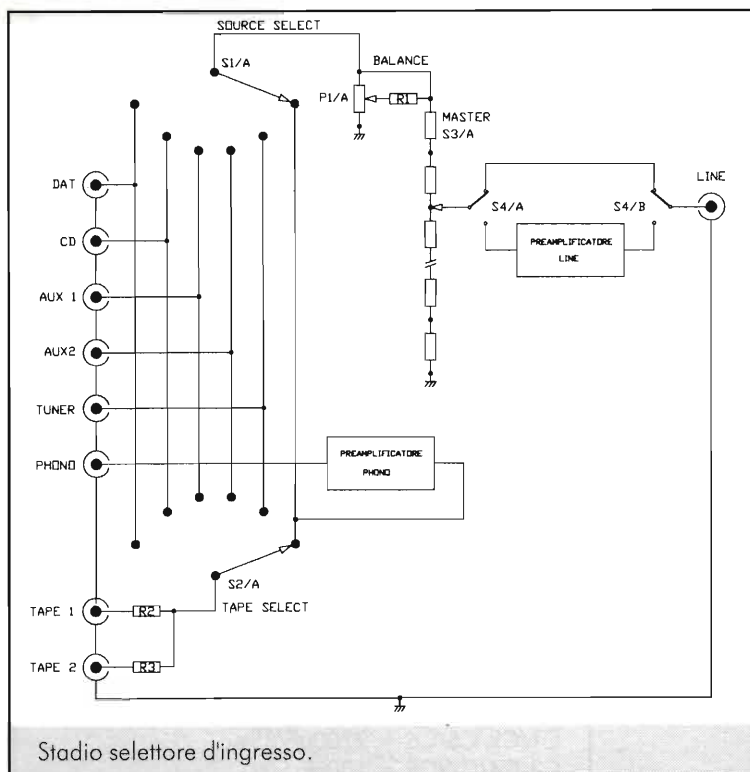 SOURCE SELECT
S1/A
BALANCE
P1/A
R1
MASTER
S3/A
DAT
LINE
S4/A
S4/B
CD
PREAMPLIFICATORE
LINE
AUX 1
AUX2
TUNER
PHONO
PREAMPLIFICATORE
PHONO
S2/A
TAPE 1
R2
TAPE SELECT
TAPE 2
R3
Stadio selettore d'ingresso.